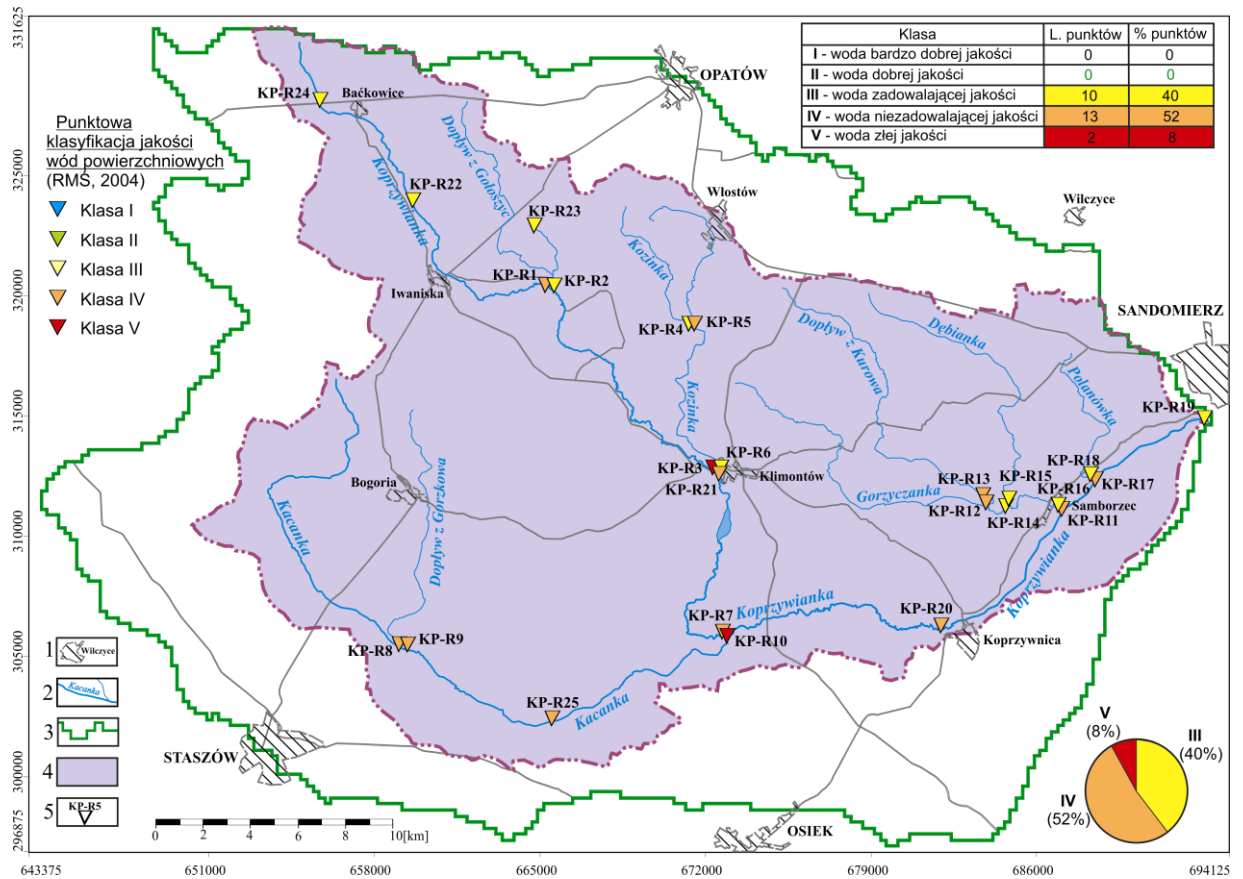 Klasa L. punktów % punktów
I - woda bardzo dobrej jakości 0 0
II - woda dobrej jakości 0 0
III - woda zadowalającej jakości 10 40
IV - woda niezadowalającej jakości 13 52
V - woda złej jakości 2 8
Punktowa
klasyfikacja jakości
wód powierzchniowych
(RMŚ, 2004)
Klasa I
Klasa II
Klasa III
Klasa IV
Klasa V
OPATÓW
KP-R24
Baćkowice
Dopływ z Gołoszyc
Koprzywianka
KP-R22
KP-R23
Włostów
Wilczyce
Kozinka
KP-R1
KP-R2
Iwaniska
KP-R4
KP-R5
Dopływ z Kurowa
Dębianka
SANDOMIERZ
Polanówka
Kozinka
KP-R19
KP-R3
KP-R6
KP-R21
Klimontów
Bogoria
Kacanka
Dopływ z Gorzkowa
Gorzyczanka
KP-R13
KP-R12
KP-R15
KP-R14
KP-R18
KP-R17
KP-R16
Samborzec
KP-R11
Koprzywianka
KP-R7
KP-R10
Koprzywianka
KP-R20
Koprzywnica
KP-R8
KP-R9
KP-R25
Kacanka
STASZÓW
OSIEK
1 Wilczyce
2 Kacanka
3
4
5 KP-R5
0 2 4 6 8 10[km]
V
(8%)
III
(40%)
IV
(52%)
331625
325000
320000
315000
310000
305000
300000
296875
643375 651000 658000 665000 672000 679000 686000 694125